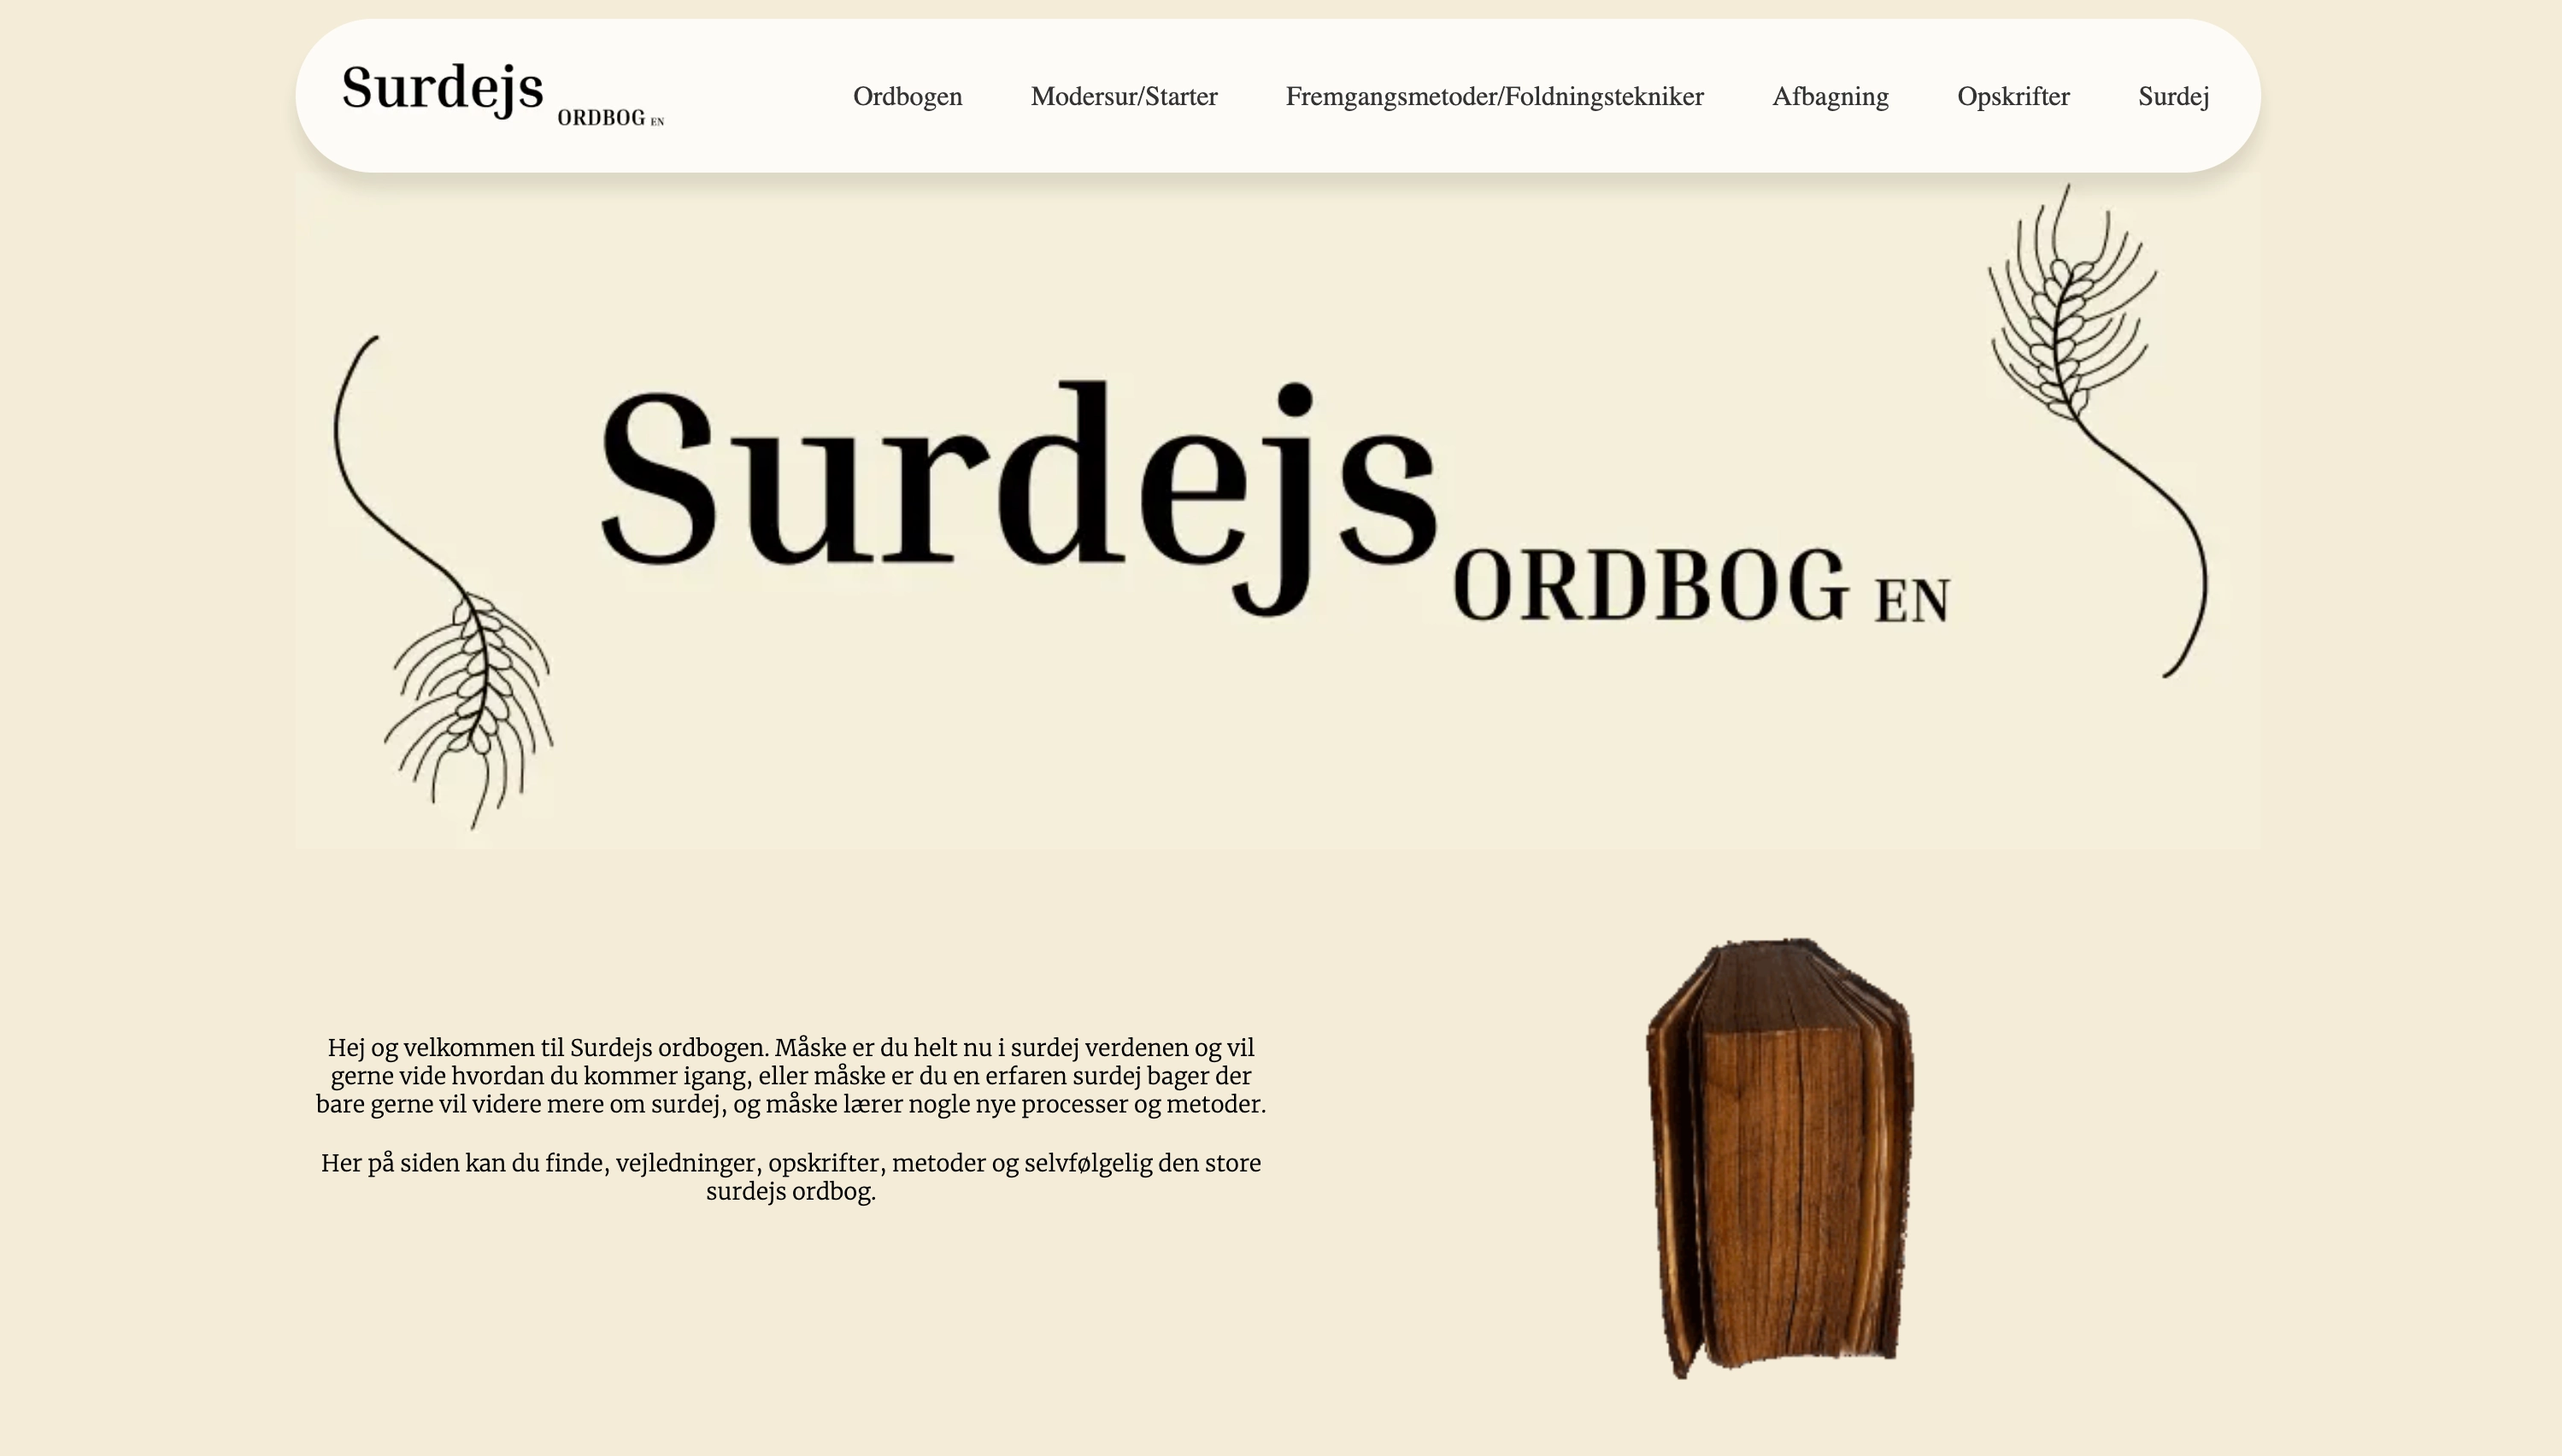 Surdejs ORDBOG EN
Ordbogen Modersur/Starter Fremgangsmetoder/Foldningstekniker Afbagning Opskrifter Surdej
Surdejs ORDBOG EN
Hej og velkommen til Surdejs ordbogen. Måske er du helt nu i surdej verdenen og vil
gerne vide hvordan du kommer igang, eller måske er du en erfaren surdej bager der
bare gerne vil videre mere om surdej, og måske lærer nogle nye processer og metoder.
Her på siden kan du finde, vejledninger, opskrifter, metoder og selvfølgelig den store
surdejs ordbog.